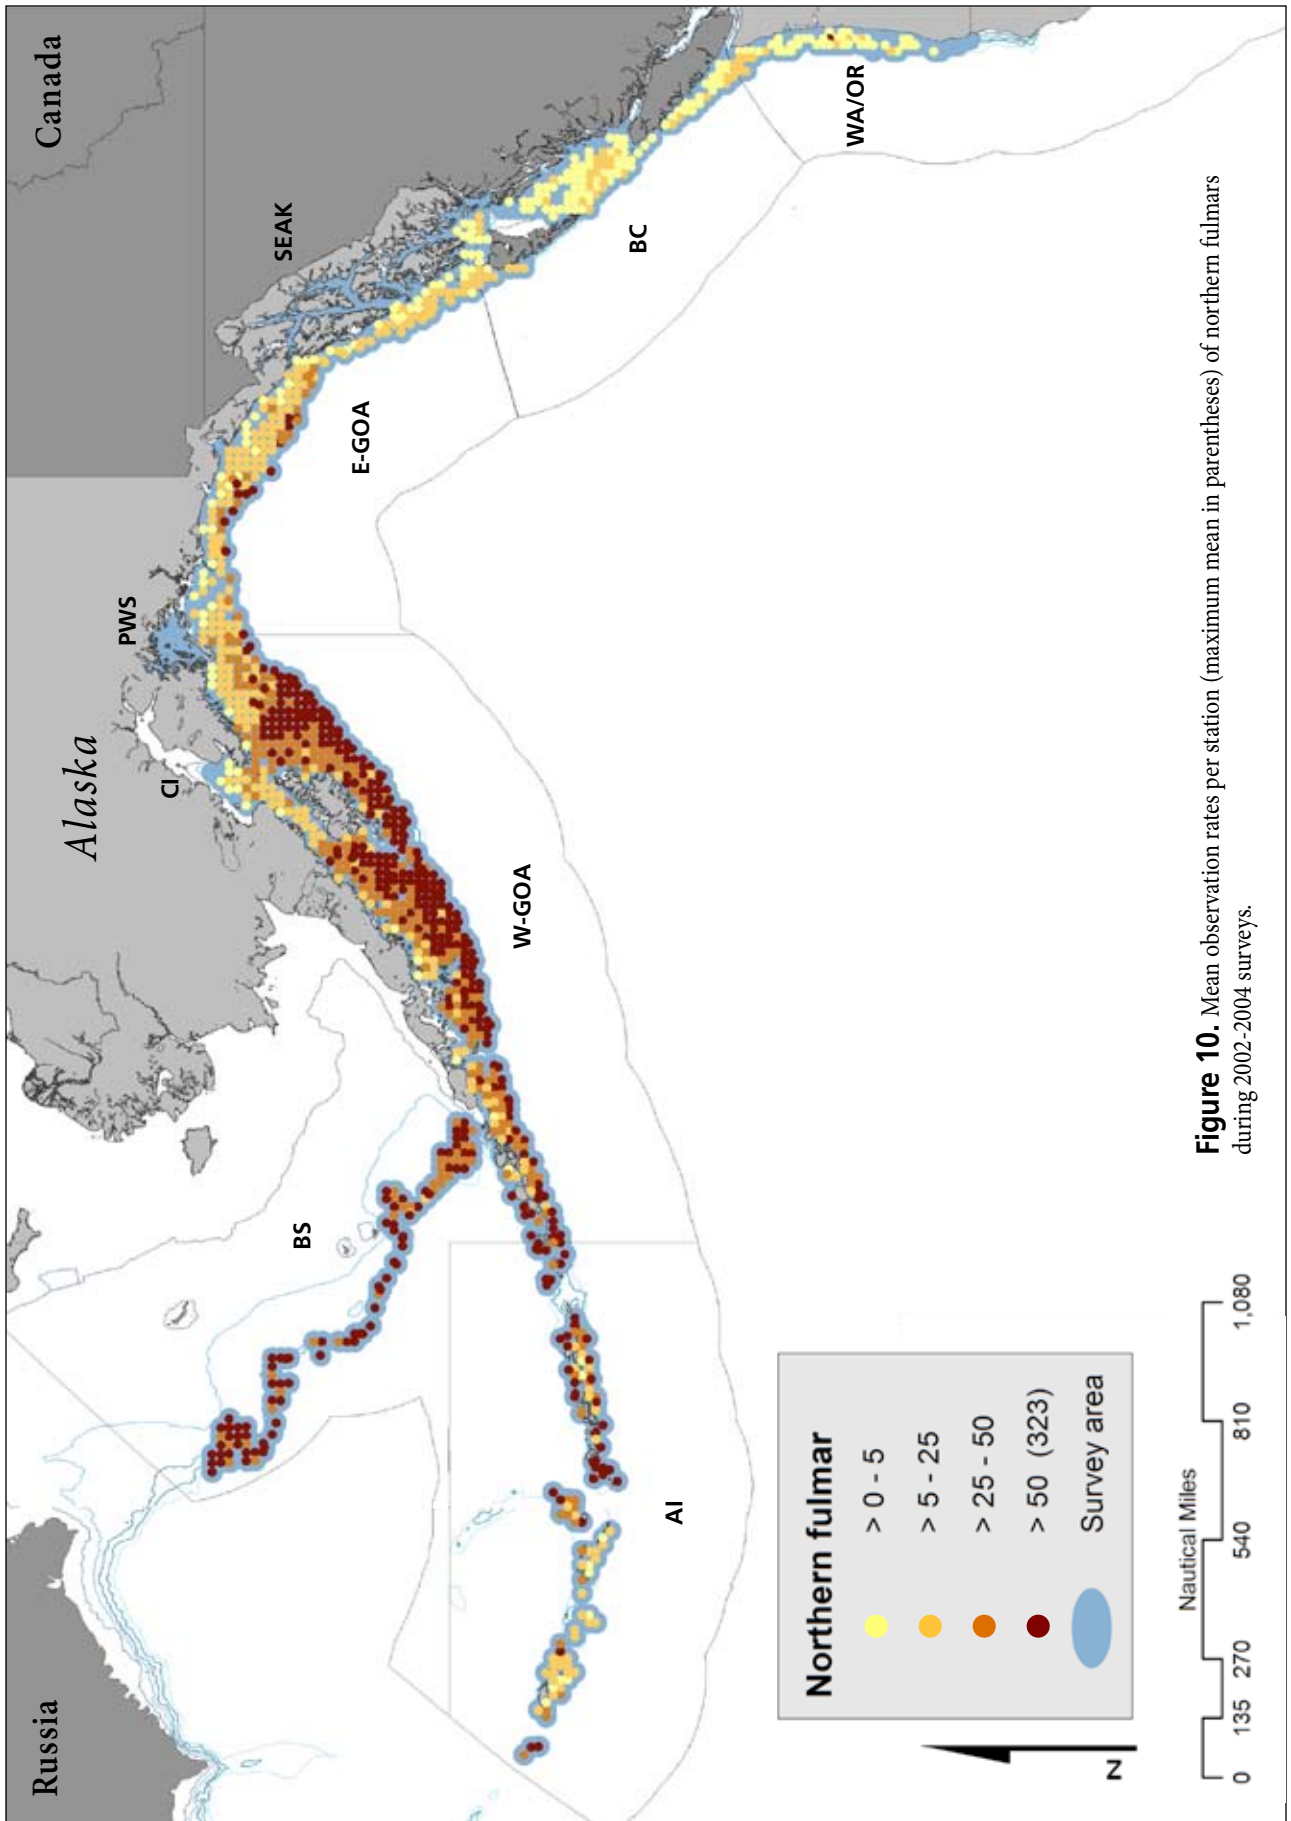 Russia
Alaska
Canada
CI
PWS
SEAK
BS
E-GOA
W-GOA
BC
WA/OR
AI
Northern fulmar
> 0 - 5
> 5 - 25
> 25 - 50
> 50 (323)
Survey area
N
Nautical Miles
0 135 270 540 810 1,080
Figure 10. Mean observation rates per station (maximum mean in parentheses) of northern fulmars
during 2002-2004 surveys.